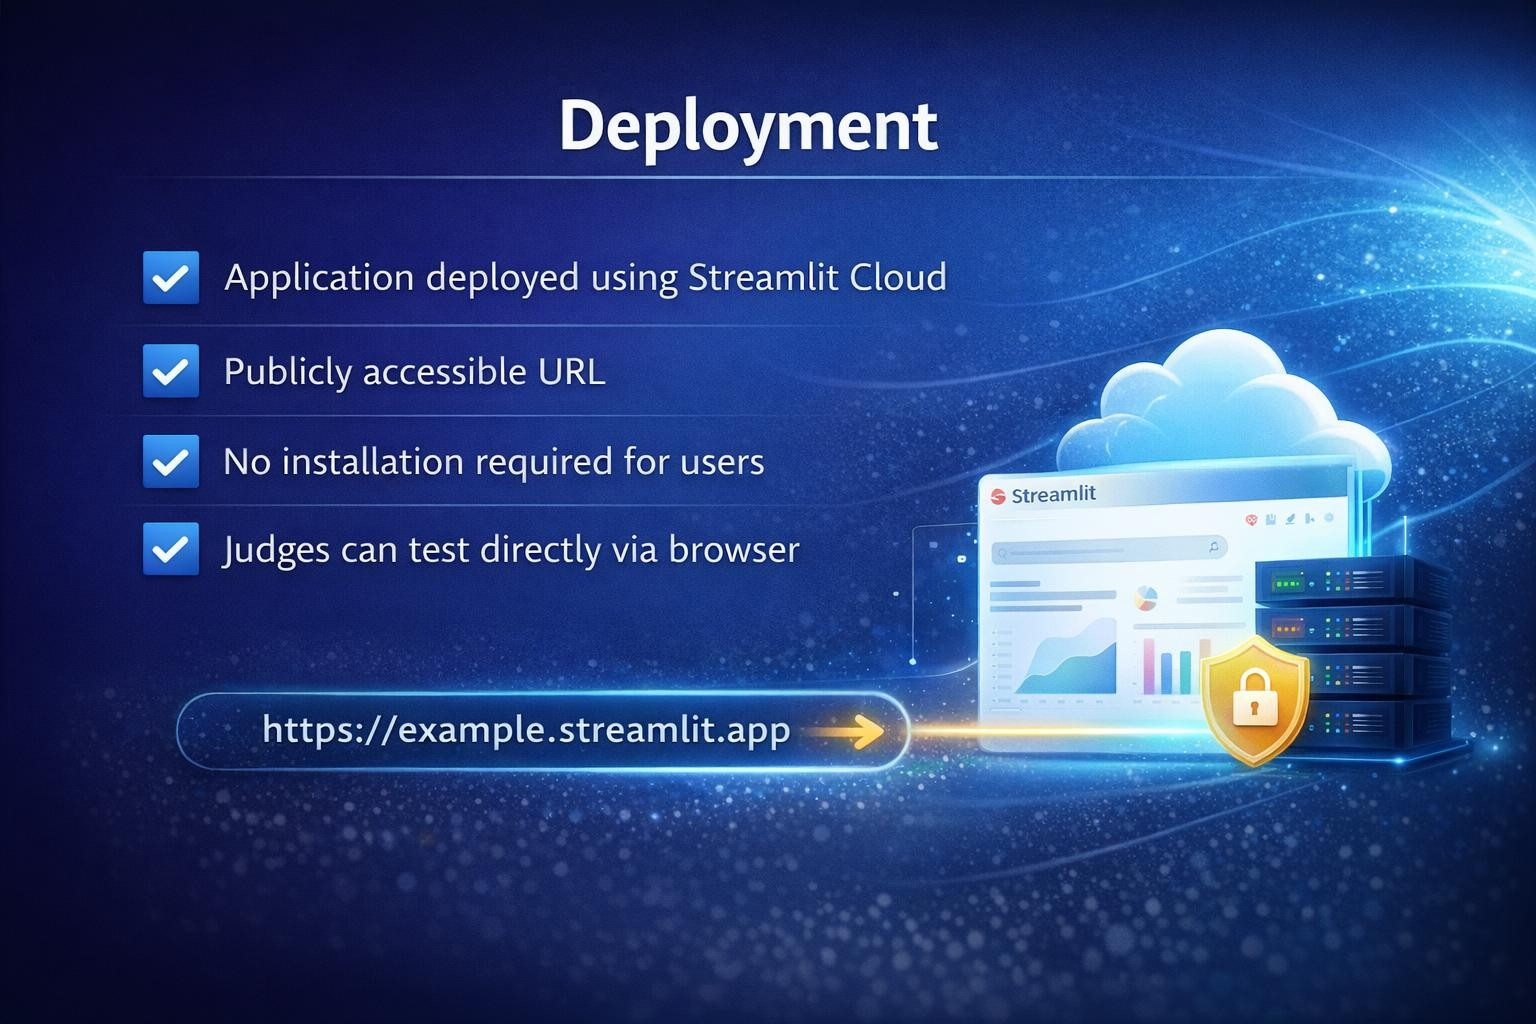 Deployment
Application deployed using Streamlit Cloud
Publicly accessible URL
No installation required for users
Judges can test directly via browser
Streamlit
https://example.streamlit.app